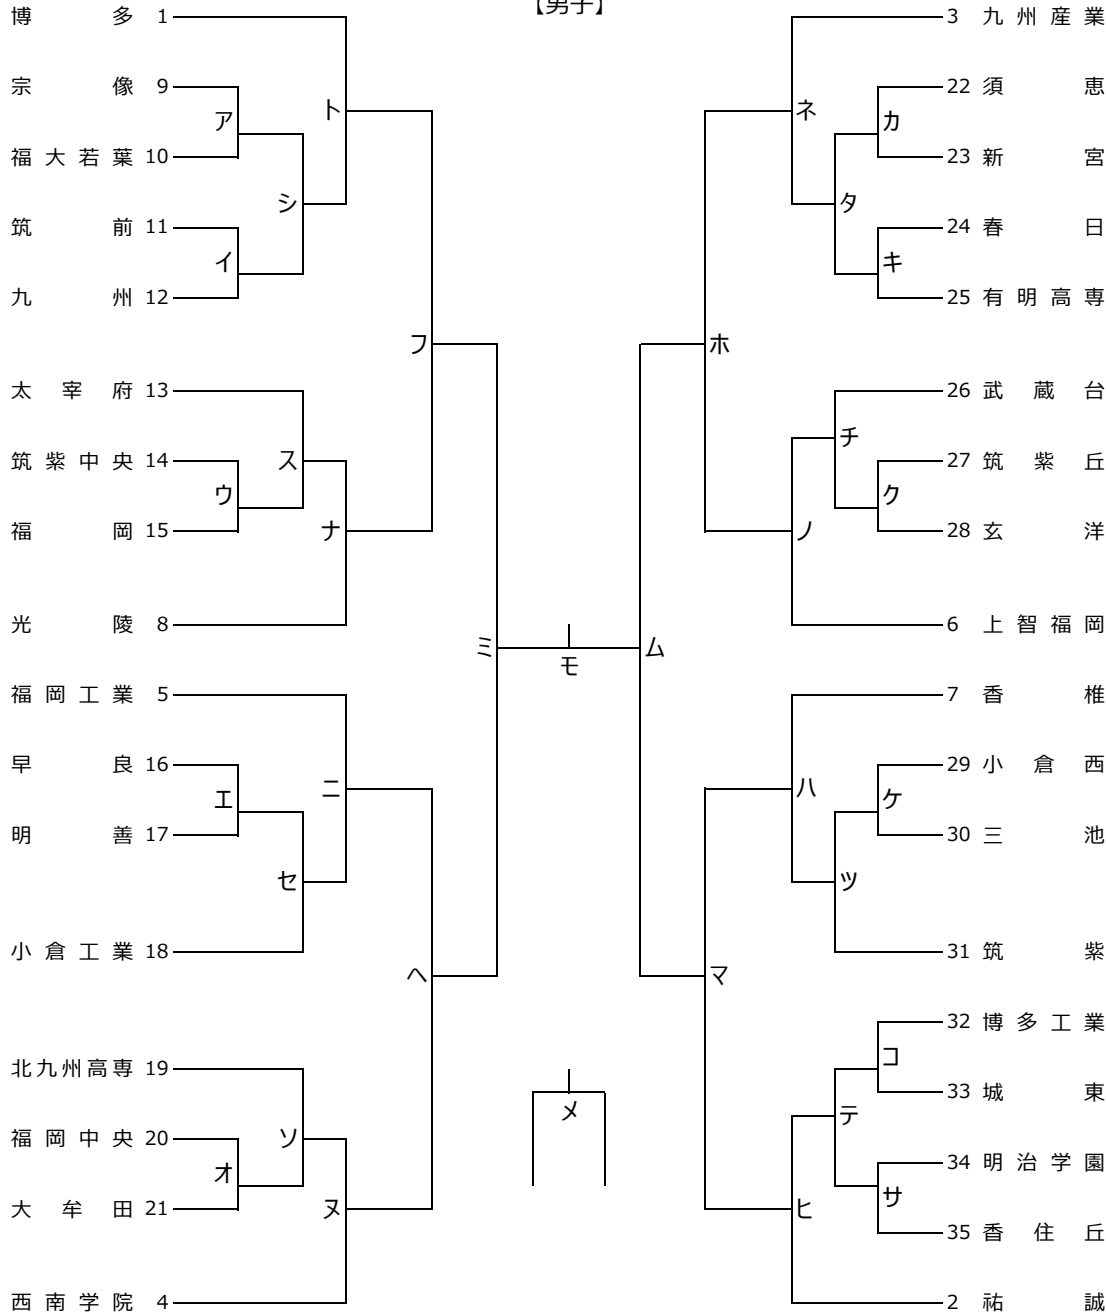 【男子】
博多 1
宗像 9
ア
福大若葉 10
シ
ト
筑前 11
イ
九州 12
フ
太宰府 13
ス
筑紫中央 14
ウ
福岡 15
ナ
光陵 8
ミ
福岡工業 5
早良 16
エ
ニ
明善 17
セ
小倉工業 18
ヘ
北九州高専 19
福岡中央 20
ソ
オ
大牟田 21
ヌ
西南学院 4
モ
メ
3 九州産業
22 須恵
カ
ネ
23 新宮
タ
24 春日
キ
25 有明高専
ホ
26 武蔵台
チ
27 筑紫丘
ク
28 玄洋
ノ
6 上智福岡
ム
7 香椎
29 小倉西
ケ
ハ
30 三池
ツ
31 筑紫
マ
32 博多工業
コ
33 城東
テ
34 明治学園
サ
35 香住丘
ヒ
2 祐誠